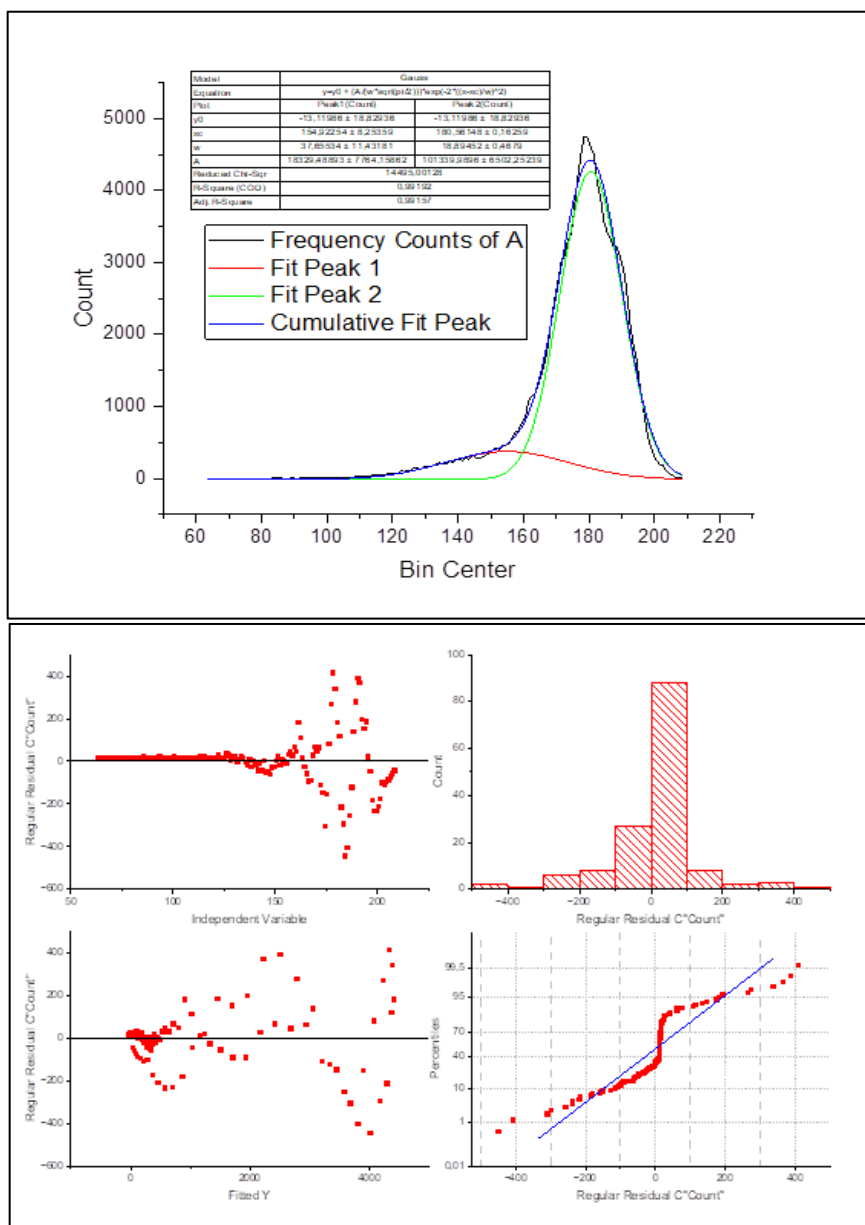 Model Gauss
Equation y=y0 + (A/(w*sqrt(pi/2)))*exp(-2*((x-xc)/w)^2)
Plot Peak1(Count) Peak2(Count)
y0 -13,11986 ± 18,82936 -13,11986 ± 18,82936
xc 154,92254 ± 8,25359 180,56148 ± 0,16259
w 37,65534 ± 11,43181 18,89452 ± 0,4679
A 18329,48893 ± 7764,15862 101339,9896 ± 6502,25239
Reduced Chi-Sqr 14495,00128
R-Square (COD) 0,99192
Adj. R-Square 0,99157
5000
4000
3000
2000
1000
0
Count
Frequency Counts of A
Fit Peak 1
Fit Peak 2
Cumulative Fit Peak
60 80 100 120 140 160 180 200 220
Bin Center
400
200
0
−200
−400
−600
Regular Residual C"Count"
50 100 150 200
Independent Variable
100
80
60
40
20
0
Count
−400 −200 0 200 400
Regular Residual C"Count"
400
200
0
−200
−400
−600
Regular Residual C"Count"
0 2000 4000
Fitted Y
99,5
95
70
40
10
1
0,01
Percentiles
−400 −200 0 200 400
Regular Residual C"Count"